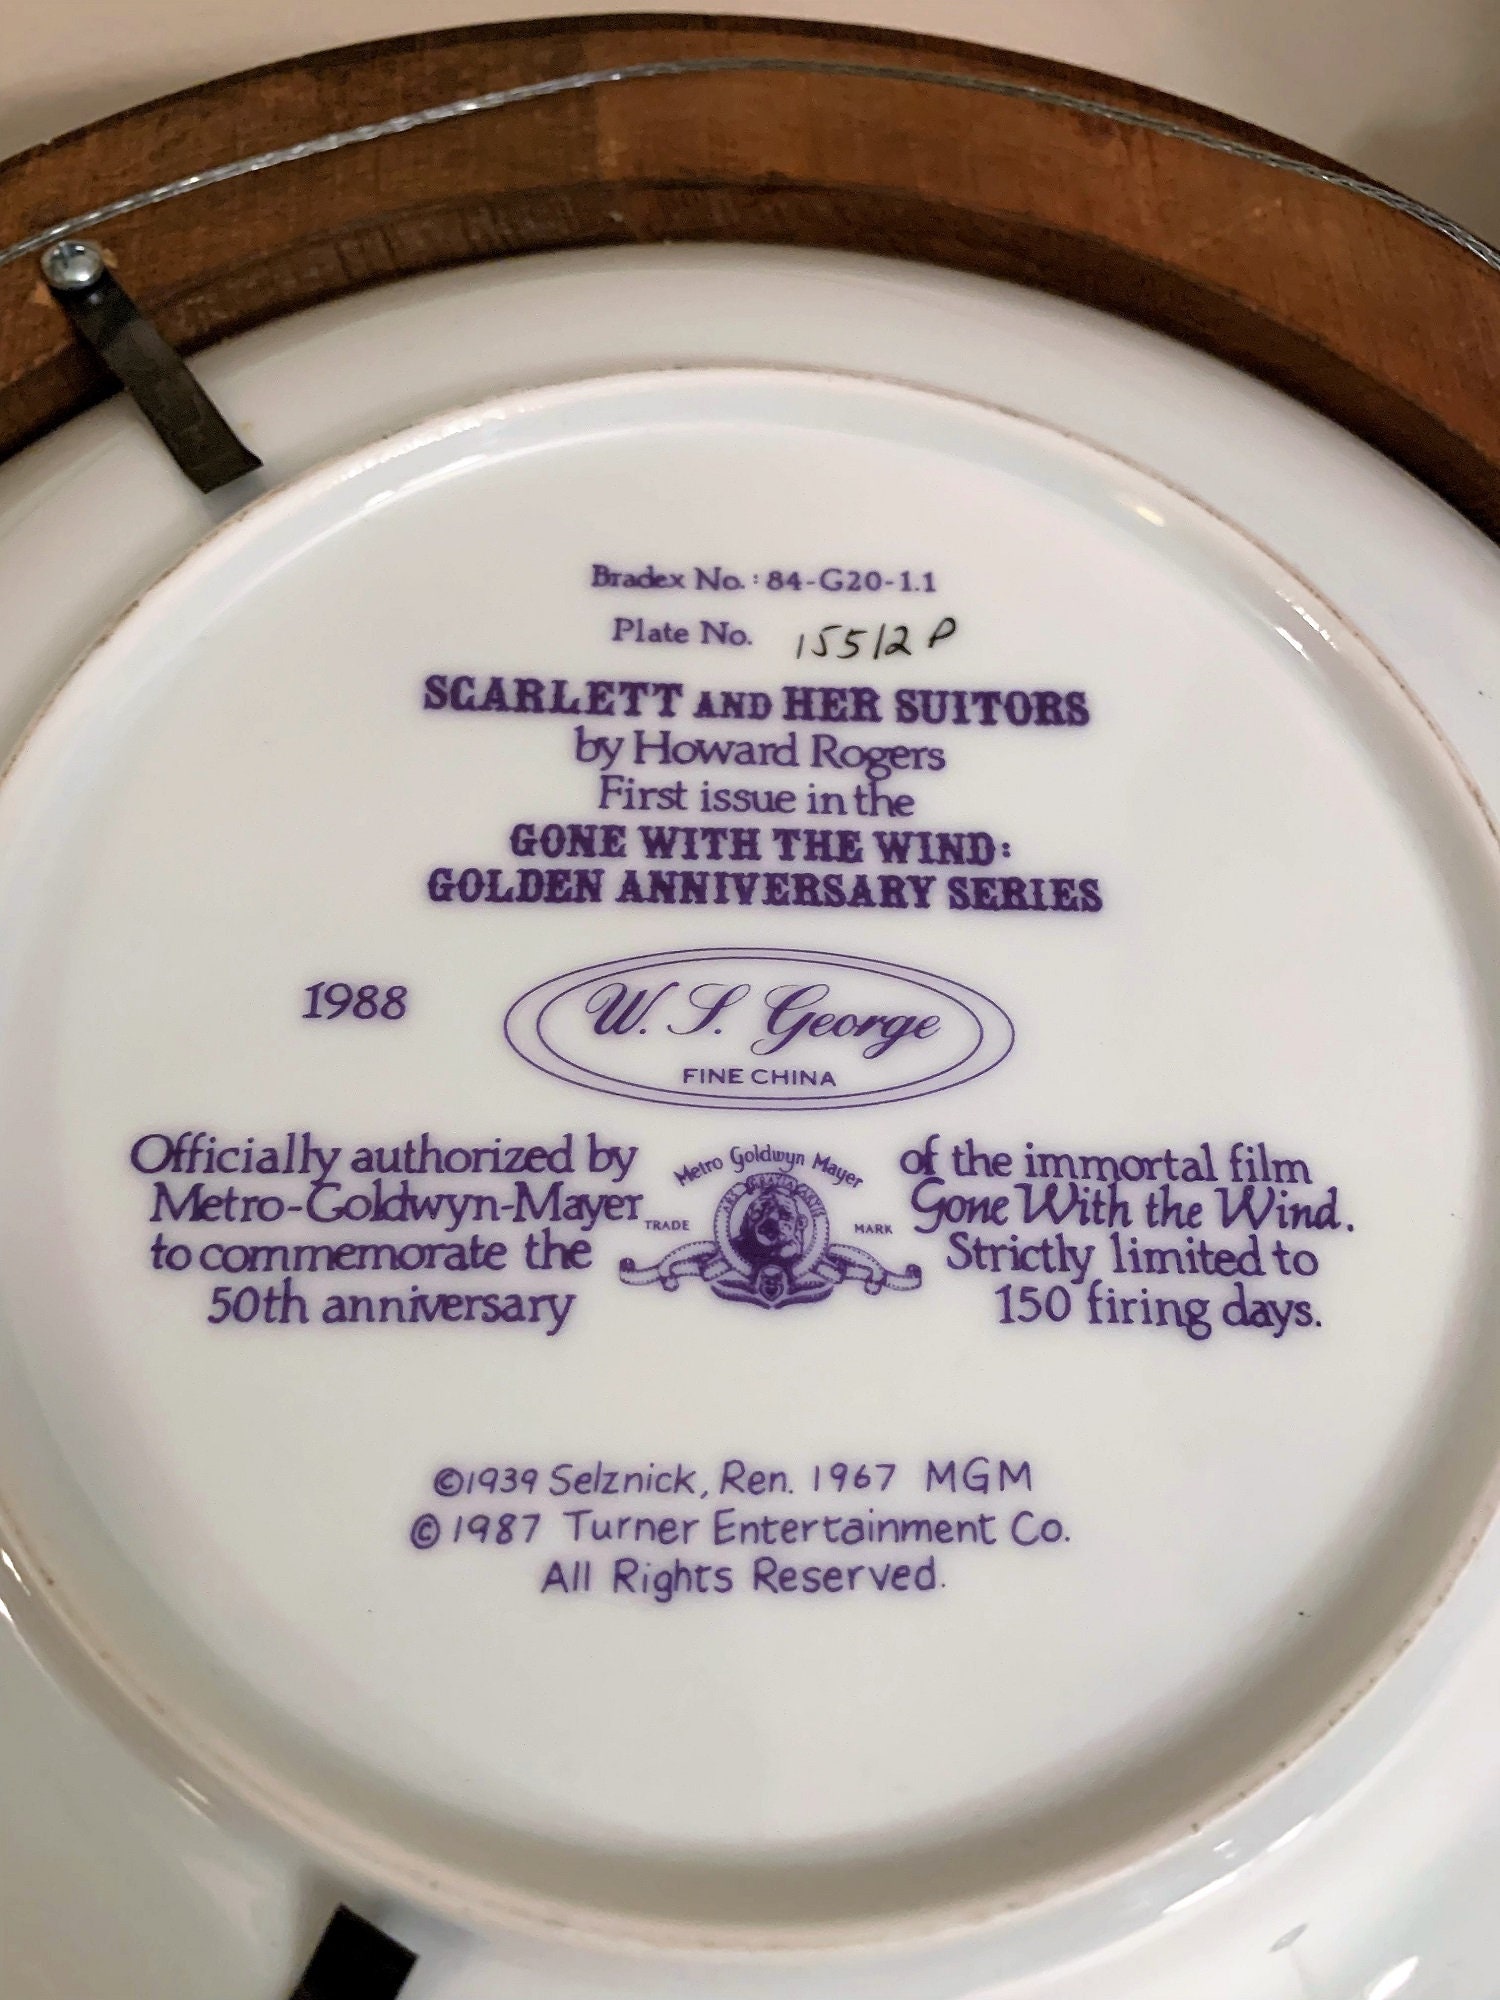 Bradex No.: 84-G20-1.1
Plate No. 15512 P
SCARLETT AND HER SUITORS
by Howard Rogers
First issue in the
GONE WITH THE WIND:
GOLDEN ANNIVERSARY SERIES
1988
W. S. George
FINE CHINA
Officially authorized by
Metro-Goldwyn-Mayer
to commemorate the
50th anniversary
Metro Goldwyn Mayer
TRADE MARK
of the immortal film
Gone With the Wind.
Strictly limited to
150 firing days.
©1939 Selznick, Ren. 1967 MGM
©1987 Turner Entertainment Co.
All Rights Reserved.